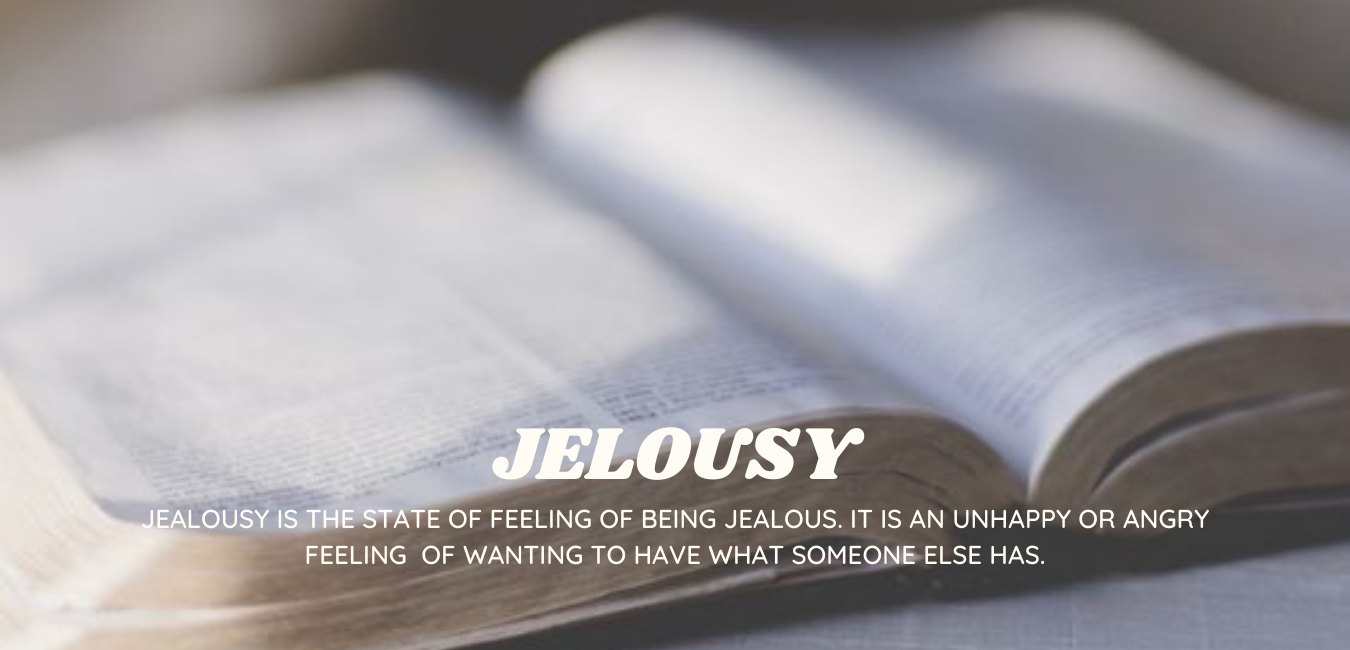 JELOUSY
JEALOUSY IS THE STATE OF FEELING OF BEING JEALOUS. IT IS AN UNHAPPY OR ANGRY
FEELING  OF WANTING TO HAVE WHAT SOMEONE ELSE HAS.